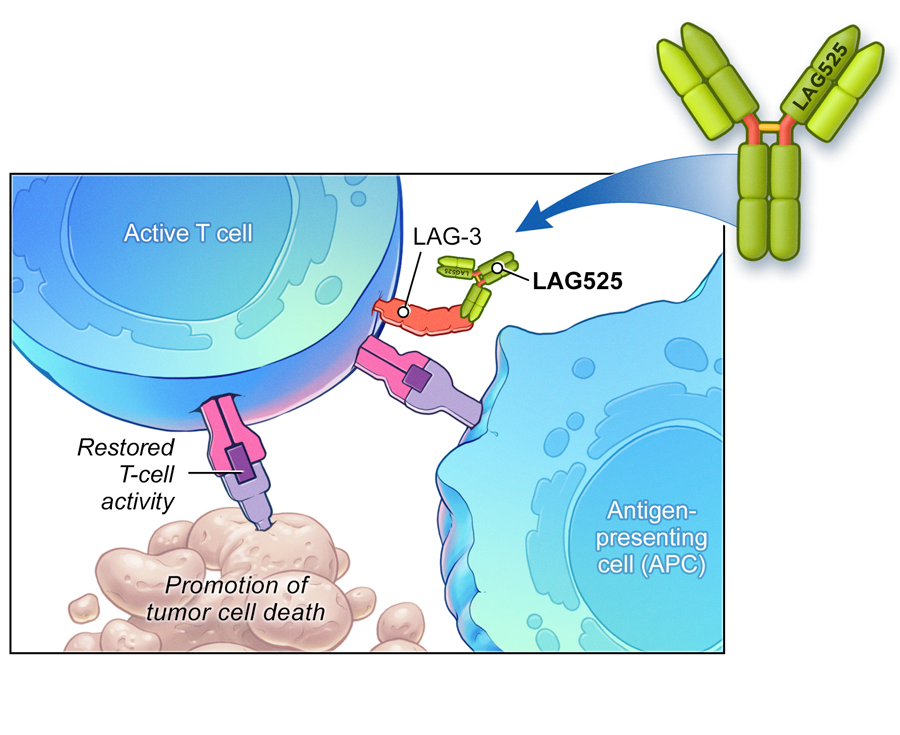 LAG525
Active T cell
LAG-3
LAG525
LAG525
Restored
T-cell
activity
Antigen-
presenting
cell (APC)
Promotion of
tumor cell death